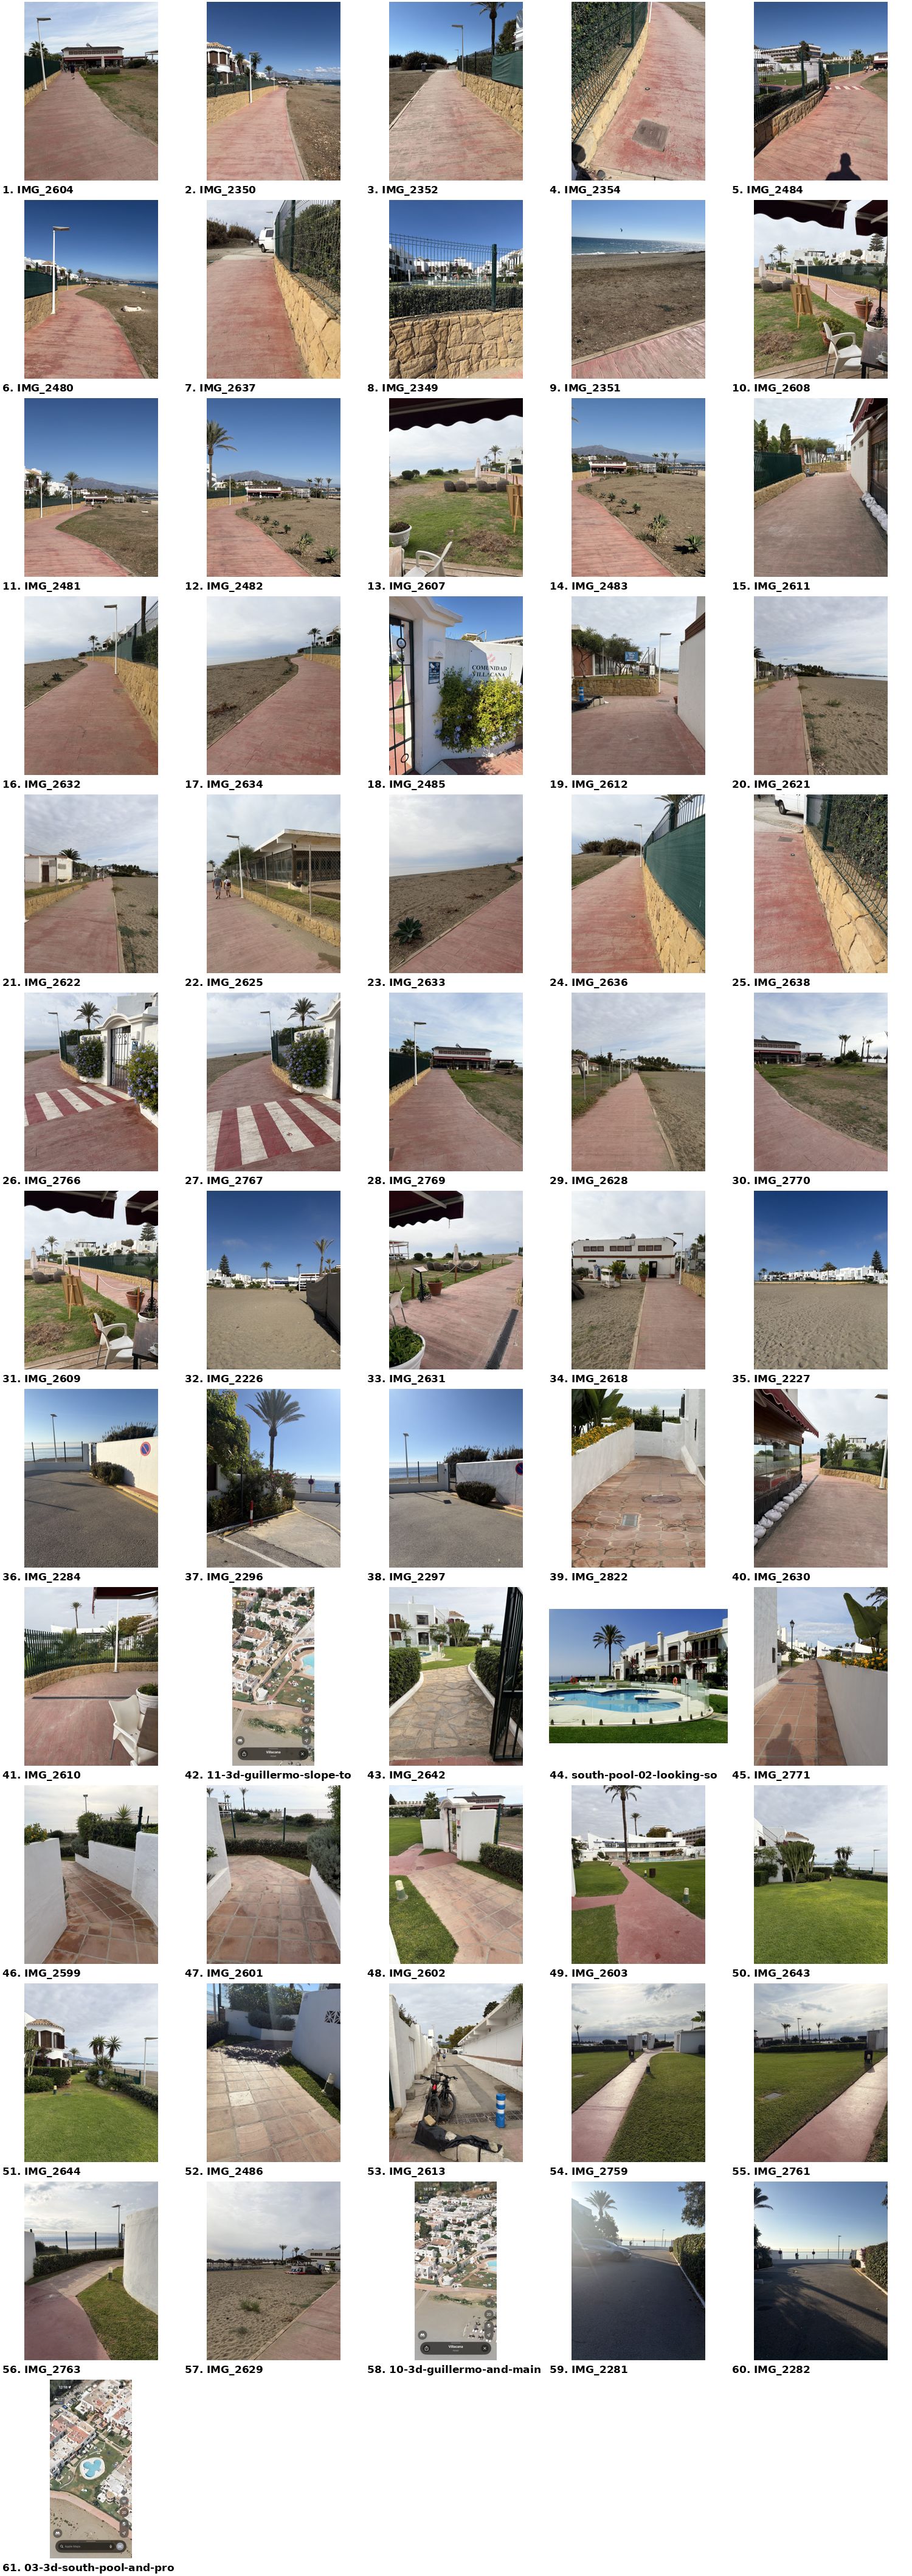 1. IMG_2604
2. IMG_2350
3. IMG_2352
4. IMG_2354
5. IMG_2484
6. IMG_2480
7. IMG_2637
8. IMG_2349
9. IMG_2351
10. IMG_2608
11. IMG_2481
12. IMG_2482
13. IMG_2607
14. IMG_2483
15. IMG_2611
COMUNIDAD
VILLACANA
16. IMG_2632
17. IMG_2634
18. IMG_2485
19. IMG_2612
20. IMG_2621
21. IMG_2622
22. IMG_2625
23. IMG_2633
24. IMG_2636
25. IMG_2638
26. IMG_2766
27. IMG_2767
28. IMG_2769
29. IMG_2628
30. IMG_2770
31. IMG_2609
32. IMG_2226
33. IMG_2631
34. IMG_2618
35. IMG_2227
36. IMG_2284
37. IMG_2296
38. IMG_2297
39. IMG_2822
40. IMG_2630
Villacana
41. IMG_2610
42. 11-3d-guillermo-slope-to
43. IMG_2642
44. south-pool-02-looking-so
45. IMG_2771
46. IMG_2599
47. IMG_2601
48. IMG_2602
49. IMG_2603
50. IMG_2643
51. IMG_2644
52. IMG_2486
53. IMG_2613
54. IMG_2759
55. IMG_2761
Villacana
56. IMG_2763
57. IMG_2629
58. 10-3d-guillermo-and-main
59. IMG_2281
60. IMG_2282
61. 03-3d-south-pool-and-pro